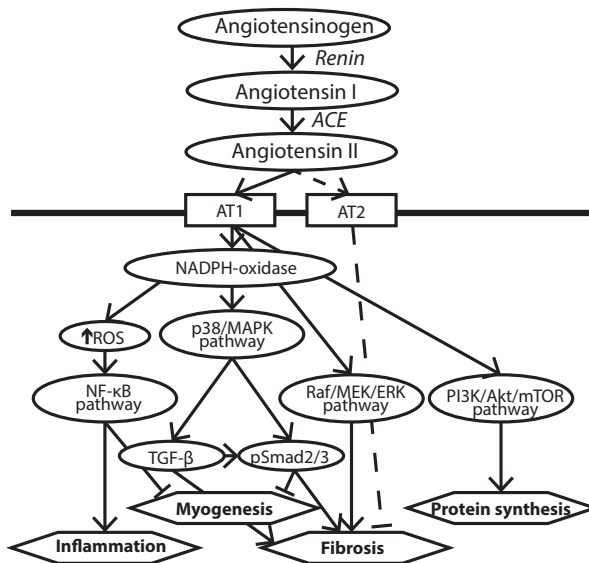 Angiotensinogen
Renin
Angiotensin I
ACE
Angiotensin II
AT1
AT2
NADPH-oxidase
↑ROS
p38/MAPK
pathway
NF-κB
pathway
Raf/MEK/ERK
pathway
PI3K/Akt/mTOR
pathway
TGF-β
pSmad2/3
Myogenesis
Protein synthesis
Inflammation
Fibrosis